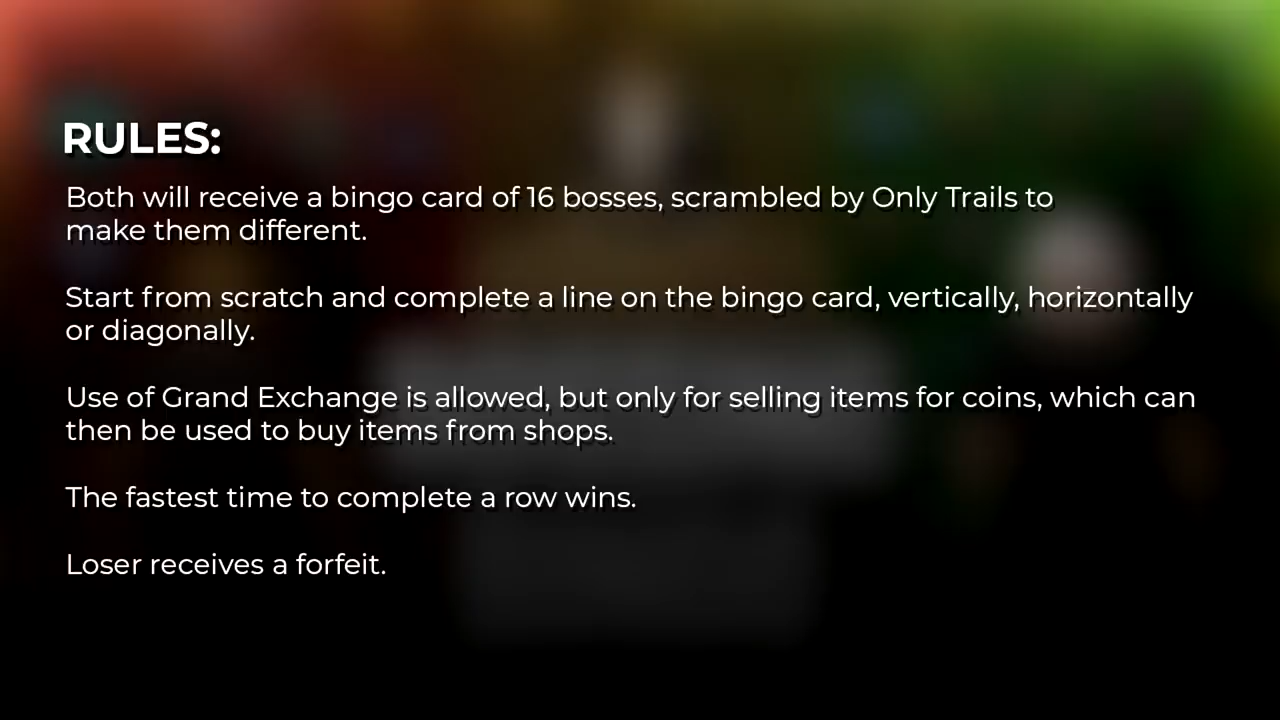 RULES:
Both will receive a bingo card of 16 bosses, scrambled by Only Trails to
make them different.
Start from scratch and complete a line on the bingo card, vertically, horizontally
or diagonally.
Use of Grand Exchange is allowed, but only for selling items for coins, which can
then be used to buy items from shops.
The fastest time to complete a row wins.
Loser receives a forfeit.